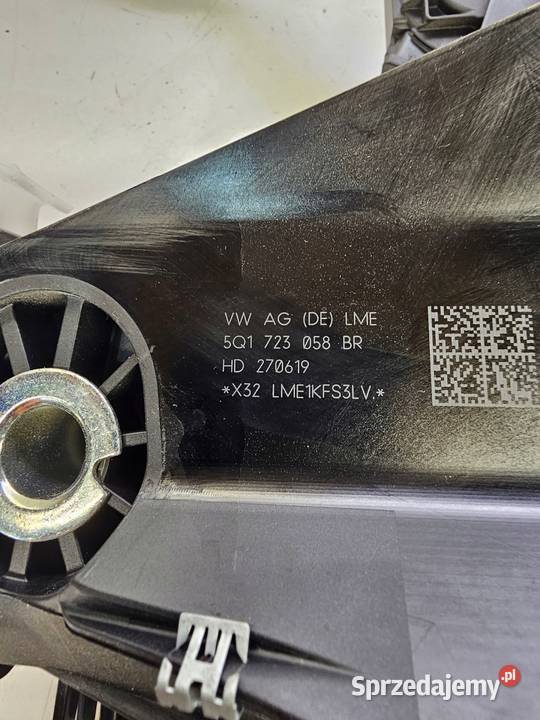 VW AG (DE) LME
5Q1 723 058 BR
HD 270619
*X32 LME1KFS3LV.*
Sprzedajemy.pl